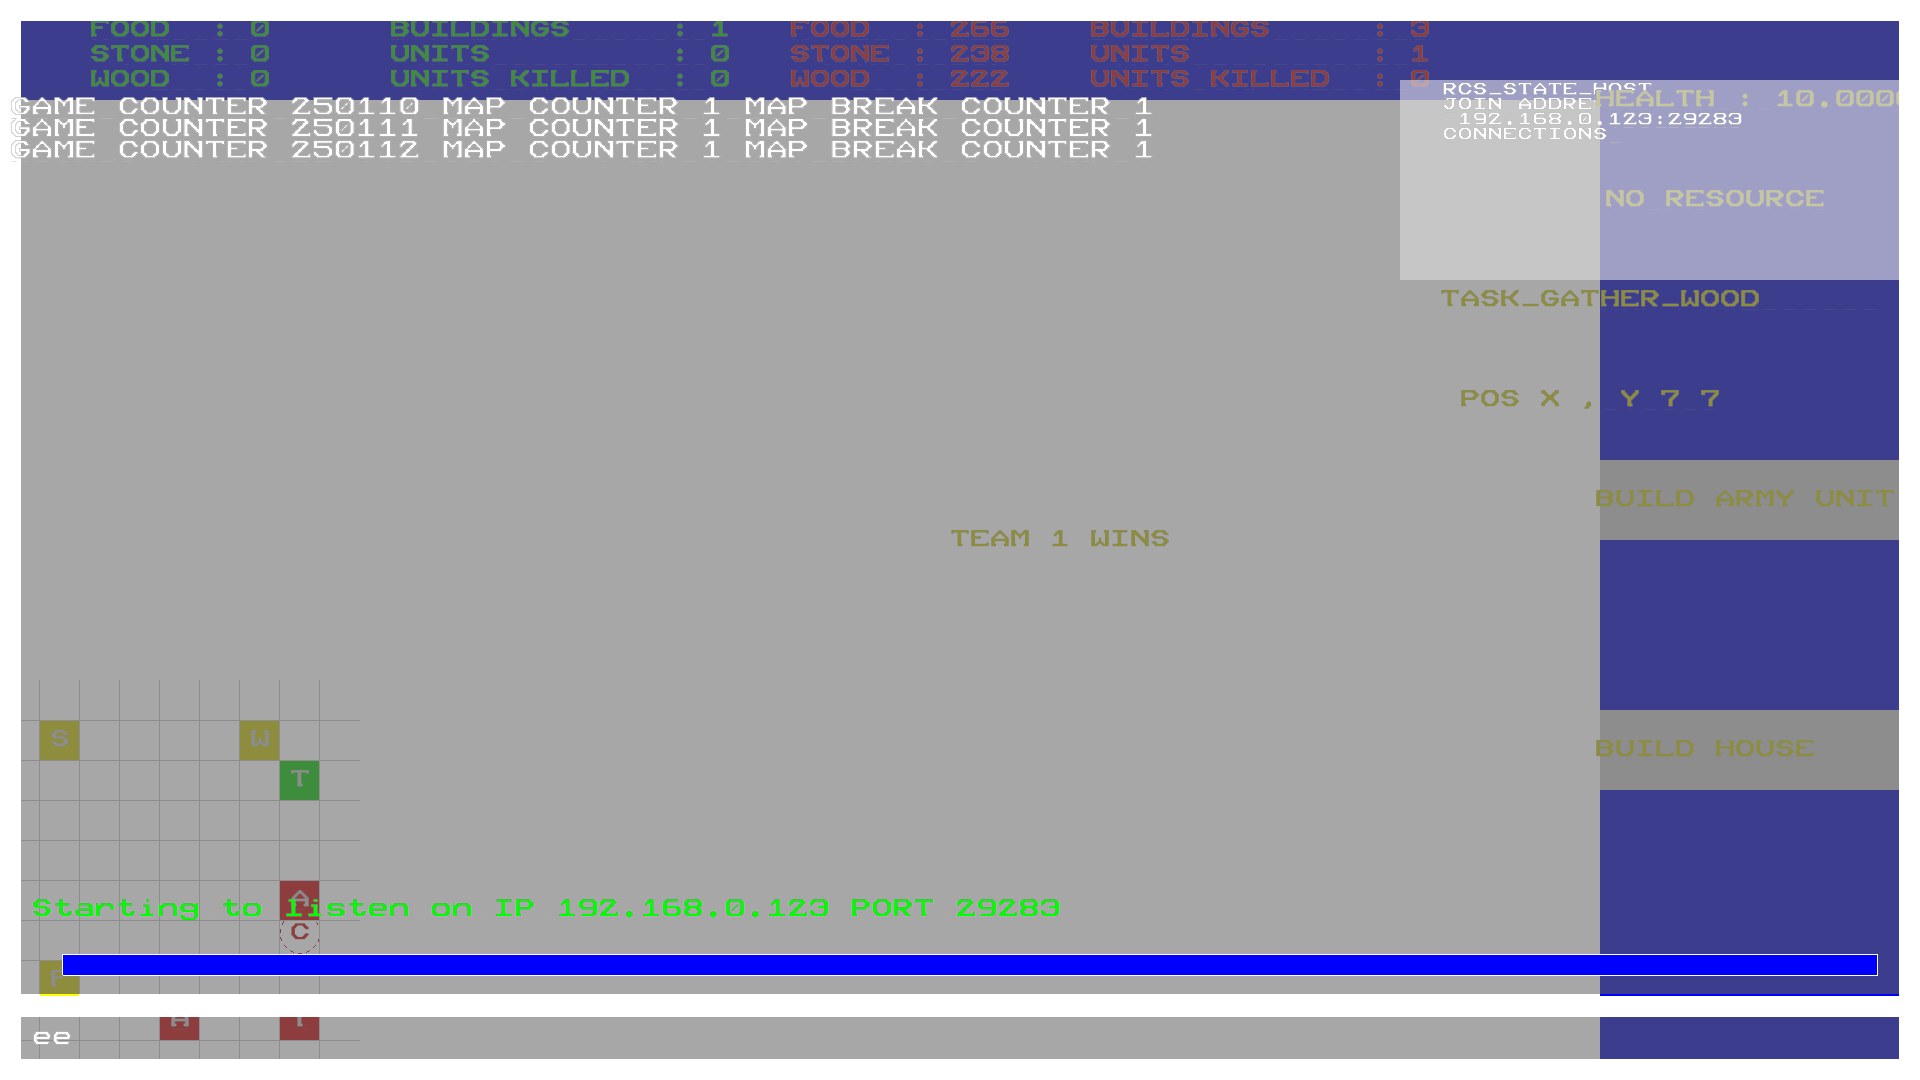 FOOD : 0 BUILDINGS : 1 FOOD : 266 BUILDINGS : 3
STONE : 0 UNITS : 0 STONE : 238 UNITS : 1
WOOD : 0 UNITS KILLED : 0 WOOD : 222 UNITS KILLED : 0
GAME COUNTER 250110 MAP COUNTER 1 MAP BREAK COUNTER 1
GAME COUNTER 250111 MAP COUNTER 1 MAP BREAK COUNTER 1
GAME COUNTER 250112 MAP COUNTER 1 MAP BREAK COUNTER 1
RCS_STATE_HOST
JOIN ADDRE
HEALTH : 10.0000
192.168.0.123:29283
CONNECTIONS
NO RESOURCE
TASK_GATHER_WOOD
POS X , Y 7 7
BUILD ARMY UNIT
TEAM 1 WINS
S W
BUILD HOUSE
T
A
Starting to listen on IP 192.168.0.123 PORT 29283
C
ee